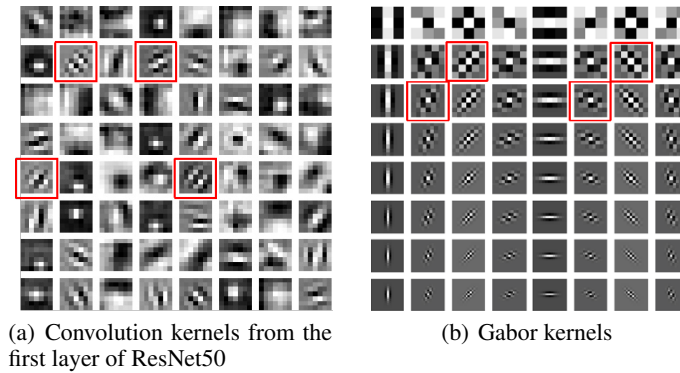 (a) Convolution kernels from the
first layer of ResNet50
(b) Gabor kernels